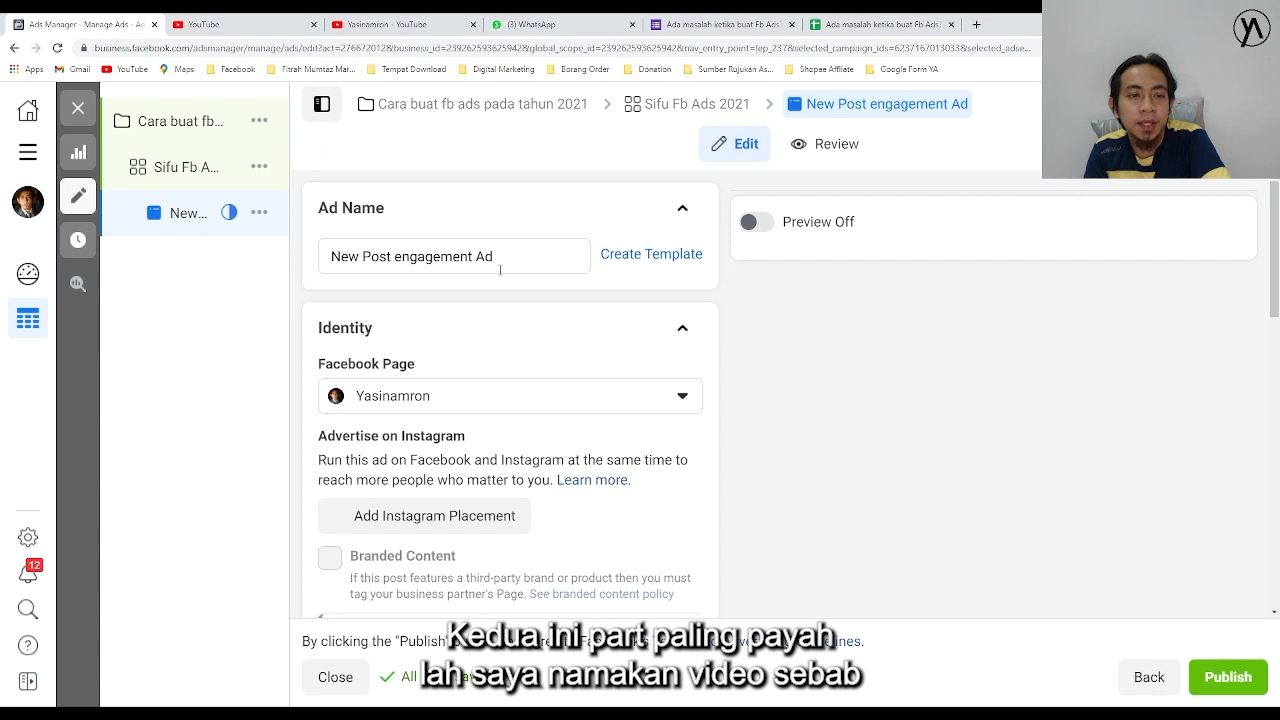 Ads Manager - Manage Ads - Ad
YouTube
Yasinamron - YouTube
(3) WhatsApp
Ada masalah ketika buat Fb Ads
Ada masalah ketika buat Fb Ads
business.facebook.com/adsmanager/manage/ads/edit?act=276672012&business_id=239262593625942&global_scope_id=239262593625942&nav_entry_point=lep_237&selected_campaign_ids=6237167013033&selected_adse...
Apps
Gmail
YouTube
Maps
Facebook
Fitrah Mumtaz Mar...
Tempat Download
Digital Marketing
Borang Order
Donation
Sumber Rujukan As...
Shopee Affliate
Google Form YA
YA
Cara buat fb ads pada tahun 2021
Sifu Fb Ads 2021
New Post engagement Ad
Cara buat fb...
Sifu Fb A...
New...
Edit
Review
Ad Name
New Post engagement Ad
Create Template
Preview Off
Identity
Facebook Page
Yasinamron
Advertise on Instagram
Run this ad on Facebook and Instagram at the same time to
reach more people who matter to you. Learn more.
Add Instagram Placement
Branded Content
If this post features a third-party brand or product then you must
tag your business partner's Page. See branded content policy
12
By clicking the "Publish"
Kedua ini part paling payah
lah saya namakan video sebab
Close
All
Back
Publish